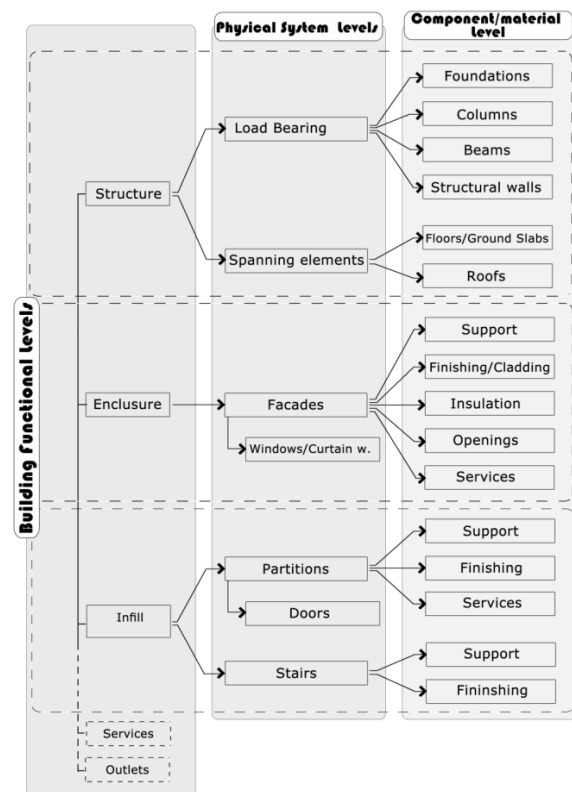 Physical System Levels
Component/material
Level
Building Functional Levels
Structure
Load Bearing
Foundations
Columns
Beams
Structural walls
Spanning elements
Floors/Ground Slabs
Roofs
Enclusure
Facades
Windows/Curtain w.
Support
Finishing/Cladding
Insulation
Openings
Services
Infill
Partitions
Doors
Support
Finishing
Services
Stairs
Support
Fininshing
Services
Outlets